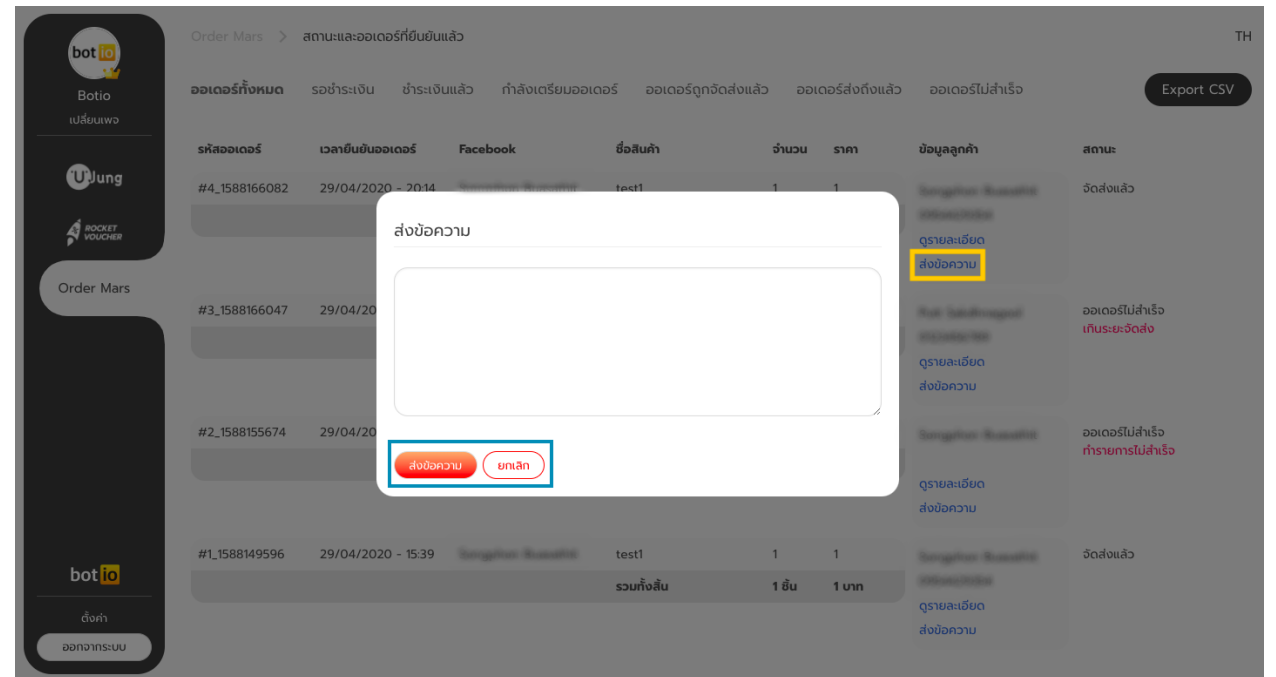 bot io
Botio
เปลี่ยนเพจ
UJung
ROCKET
VOUCHER
Order Mars
bot io
ตั้งค่า
ออกจากระบบ
Order Mars > สถานะและออเดอร์ที่ยืนยันแล้ว
TH
ออเดอร์ทั้งหมด รอชำระเงิน ชำระเงินแล้ว กำลังเตรียมออเดอร์ ออเดอร์ถูกจัดส่งแล้ว ออเดอร์ส่งถึงแล้ว ออเดอร์ไม่สำเร็จ
Export CSV
รหัสออเดอร์ เวลายืนยันออเดอร์ Facebook ชื่อสินค้า จำนวน ราคา ข้อมูลลูกค้า สถานะ
#4_1588166082 29/04/2020 - 20:14 test1 1 1 จัดส่งแล้ว
ดูรายละเอียด
ส่งข้อความ
#3_1588166047 29/04/20 ออเดอร์ไม่สำเร็จ
เกินระยะจัดส่ง
ดูรายละเอียด
ส่งข้อความ
#2_1588155674 29/04/20 ออเดอร์ไม่สำเร็จ
ทำรายการไม่สำเร็จ
ดูรายละเอียด
ส่งข้อความ
#1_1588149596 29/04/2020 - 15:39 test1 1 1 จัดส่งแล้ว
รวมทั้งสิ้น 1 ชิ้น 1 บาท
ดูรายละเอียด
ส่งข้อความ
ส่งข้อความ
ส่งข้อความ ยกเลิก